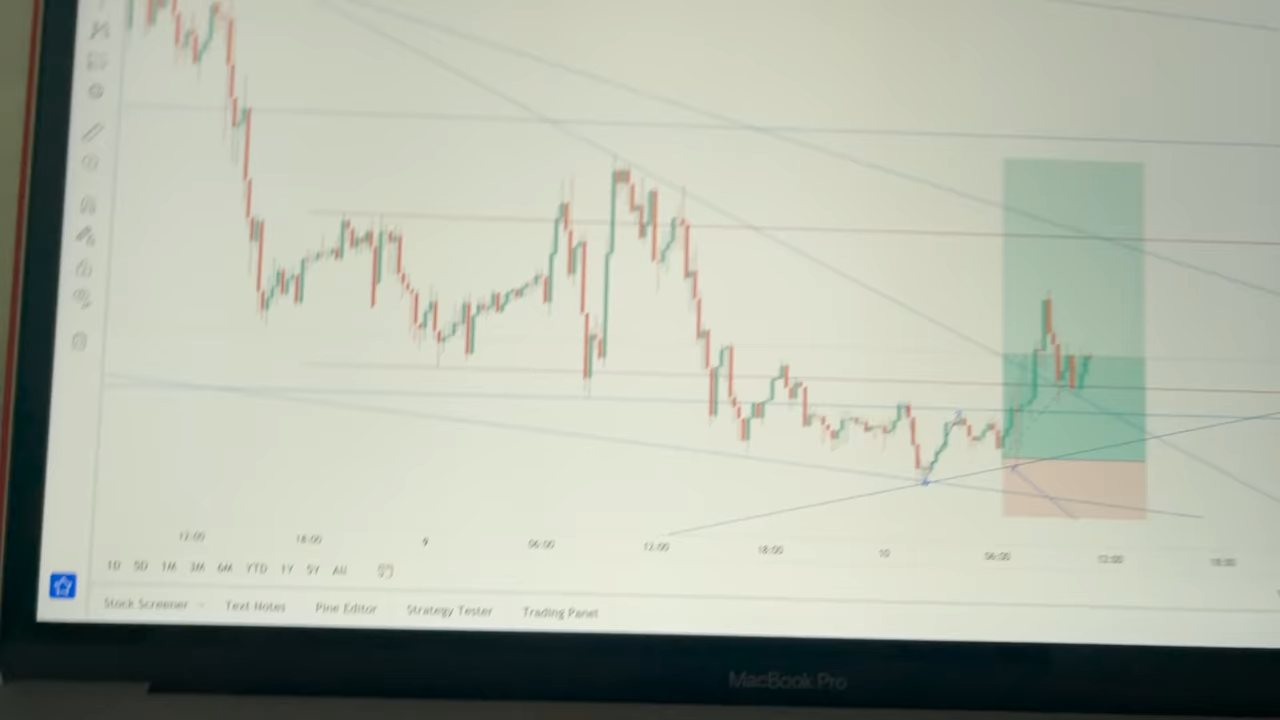 12:00 18:00 9 06:00 12:00 18:00 10 06:00 12:00 18:00
1D 5D 1M 3M 6M YTD 1Y 5Y All
Stock Screener Text Notes Pine Editor Strategy Tester Trading Panel
MacBook Pro